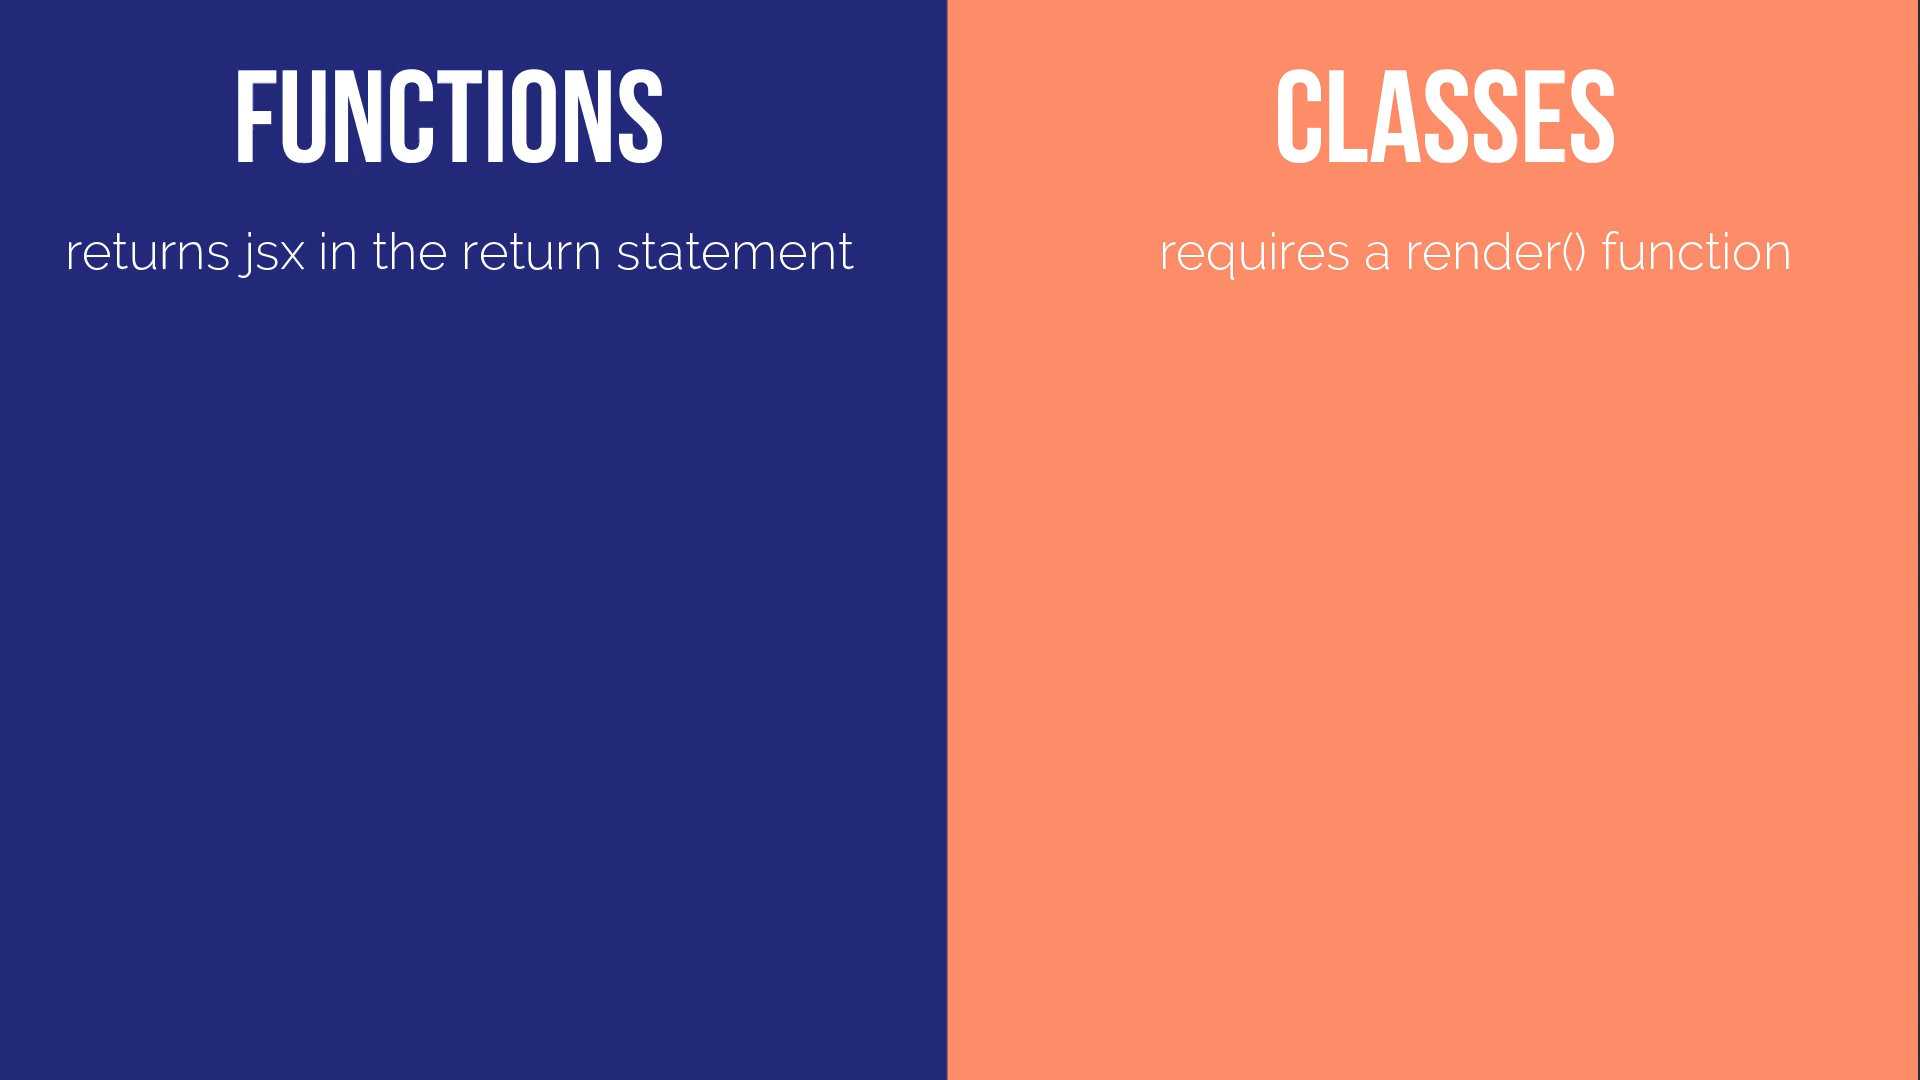 FUNCTIONS
returns jsx in the return statement
CLASSES
requires a render() function